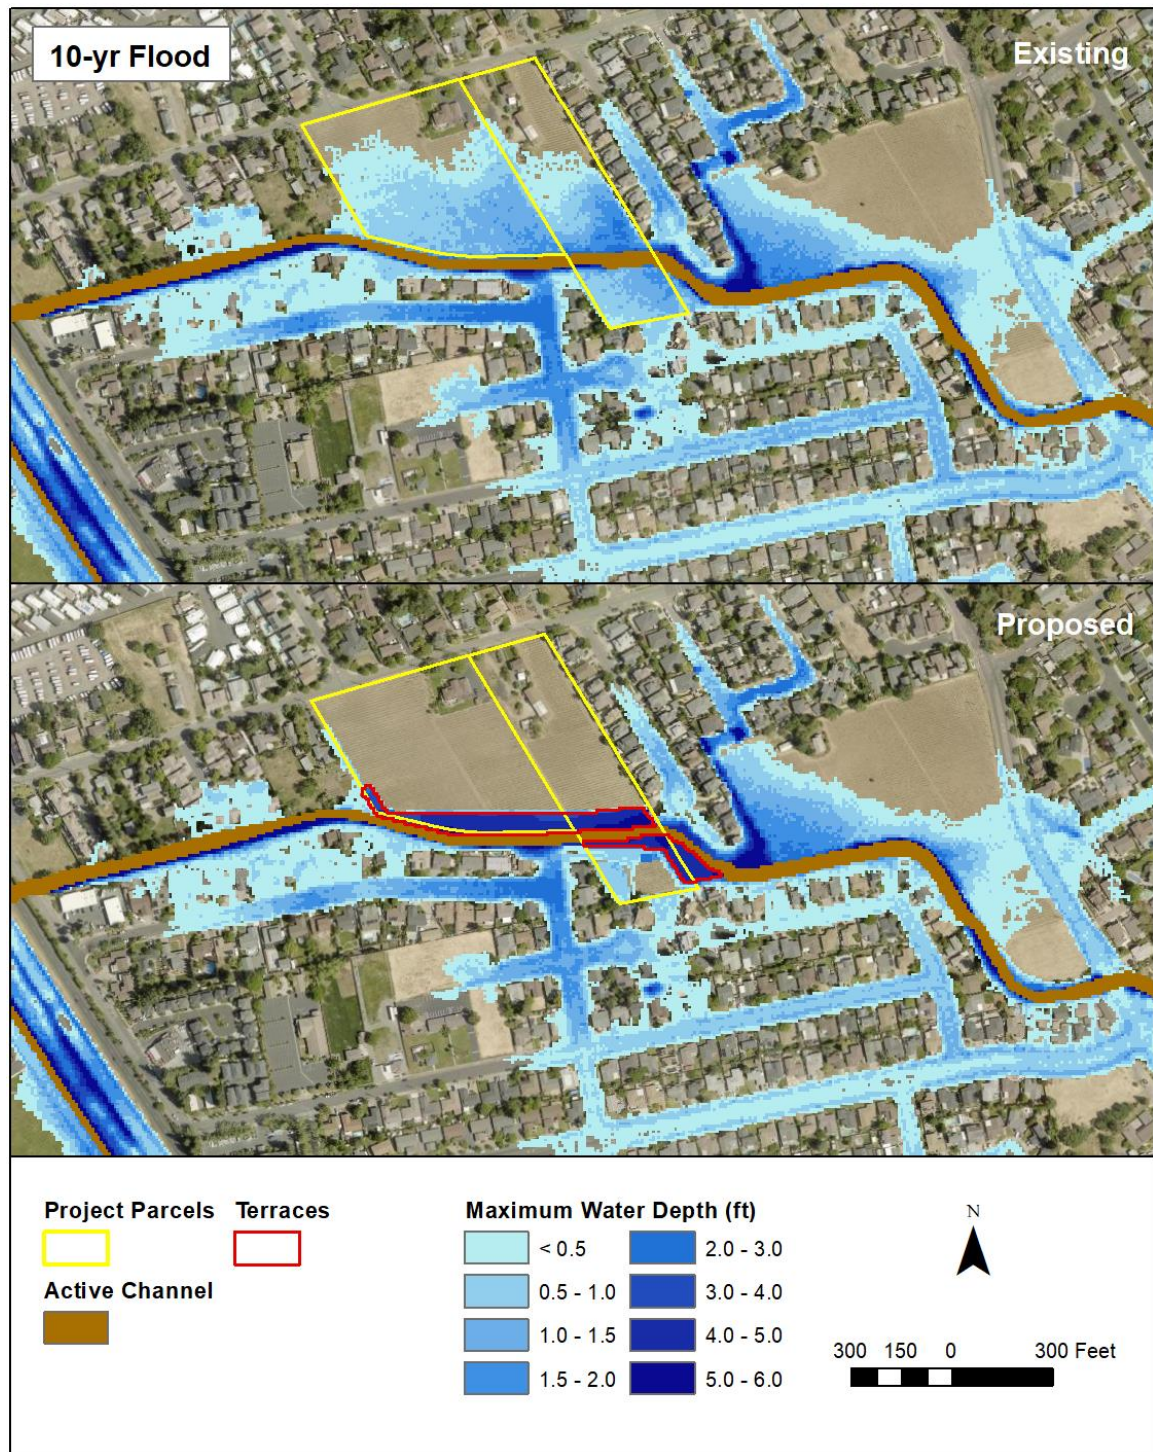 10-yr Flood
Existing
Proposed
Project Parcels Terraces
Active Channel
Maximum Water Depth (ft)
< 0.5 2.0 - 3.0
0.5 - 1.0 3.0 - 4.0
1.0 - 1.5 4.0 - 5.0
1.5 - 2.0 5.0 - 6.0
N
300 150 0 300 Feet